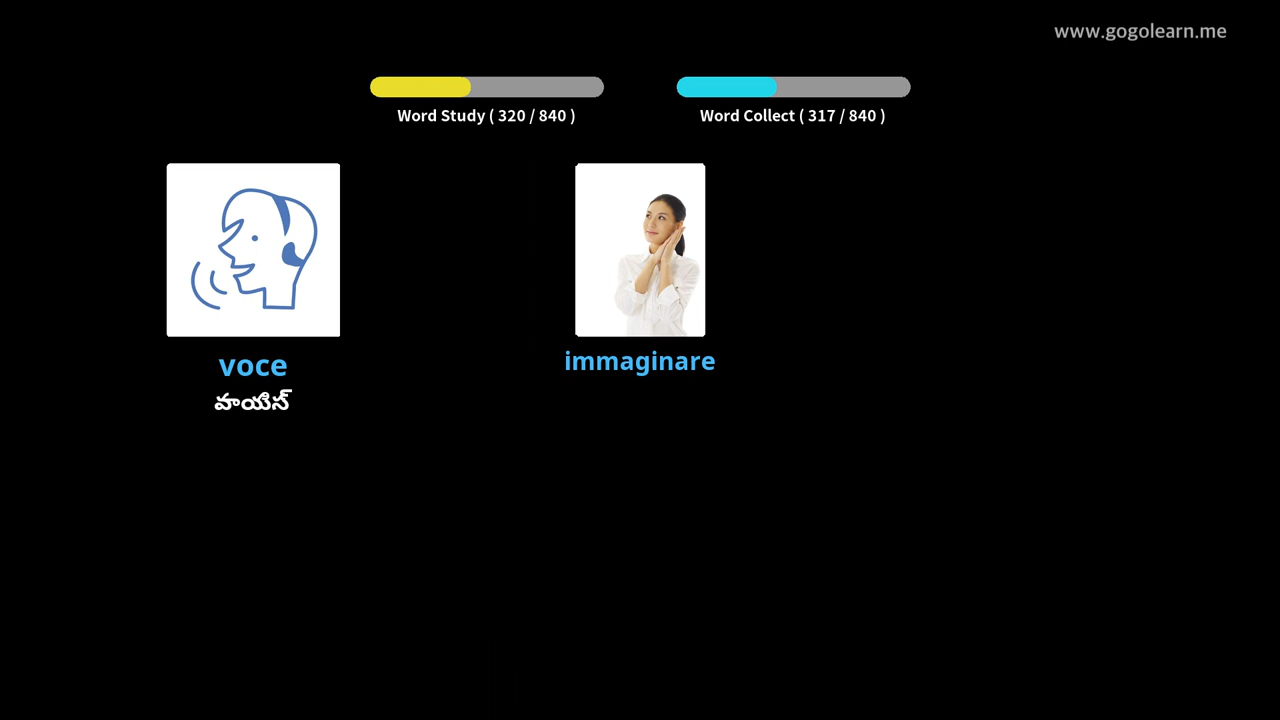 www.gogolearn.me
Word Study ( 320 / 840 )
Word Collect ( 317 / 840 )
voce
వాయిస్
immaginare